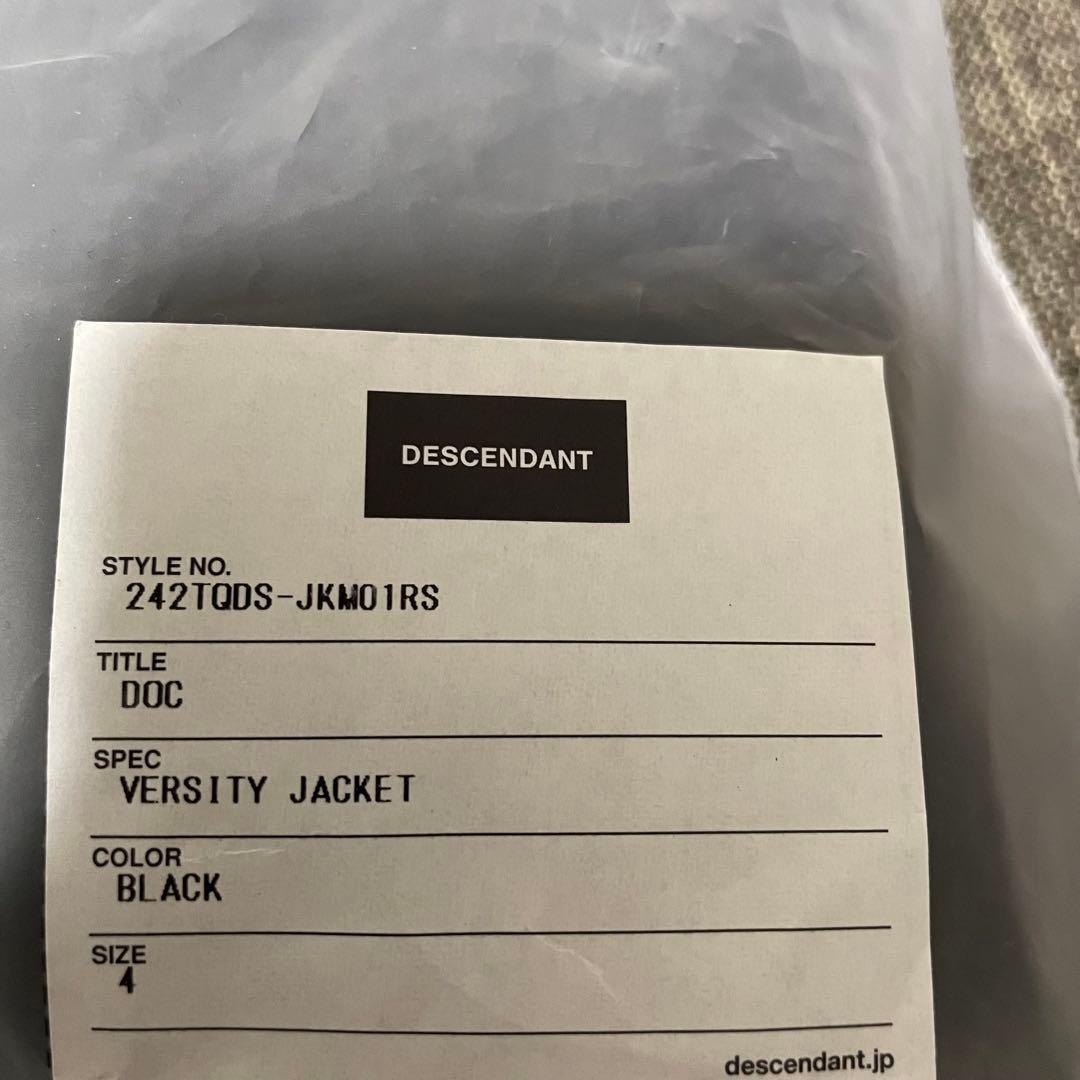 DESCENDANT
STYLE NO.
242TQDS-JKM01RS
TITLE
DOC
SPEC
VERSITY JACKET
COLOR
BLACK
SIZE
4
descendant.jp